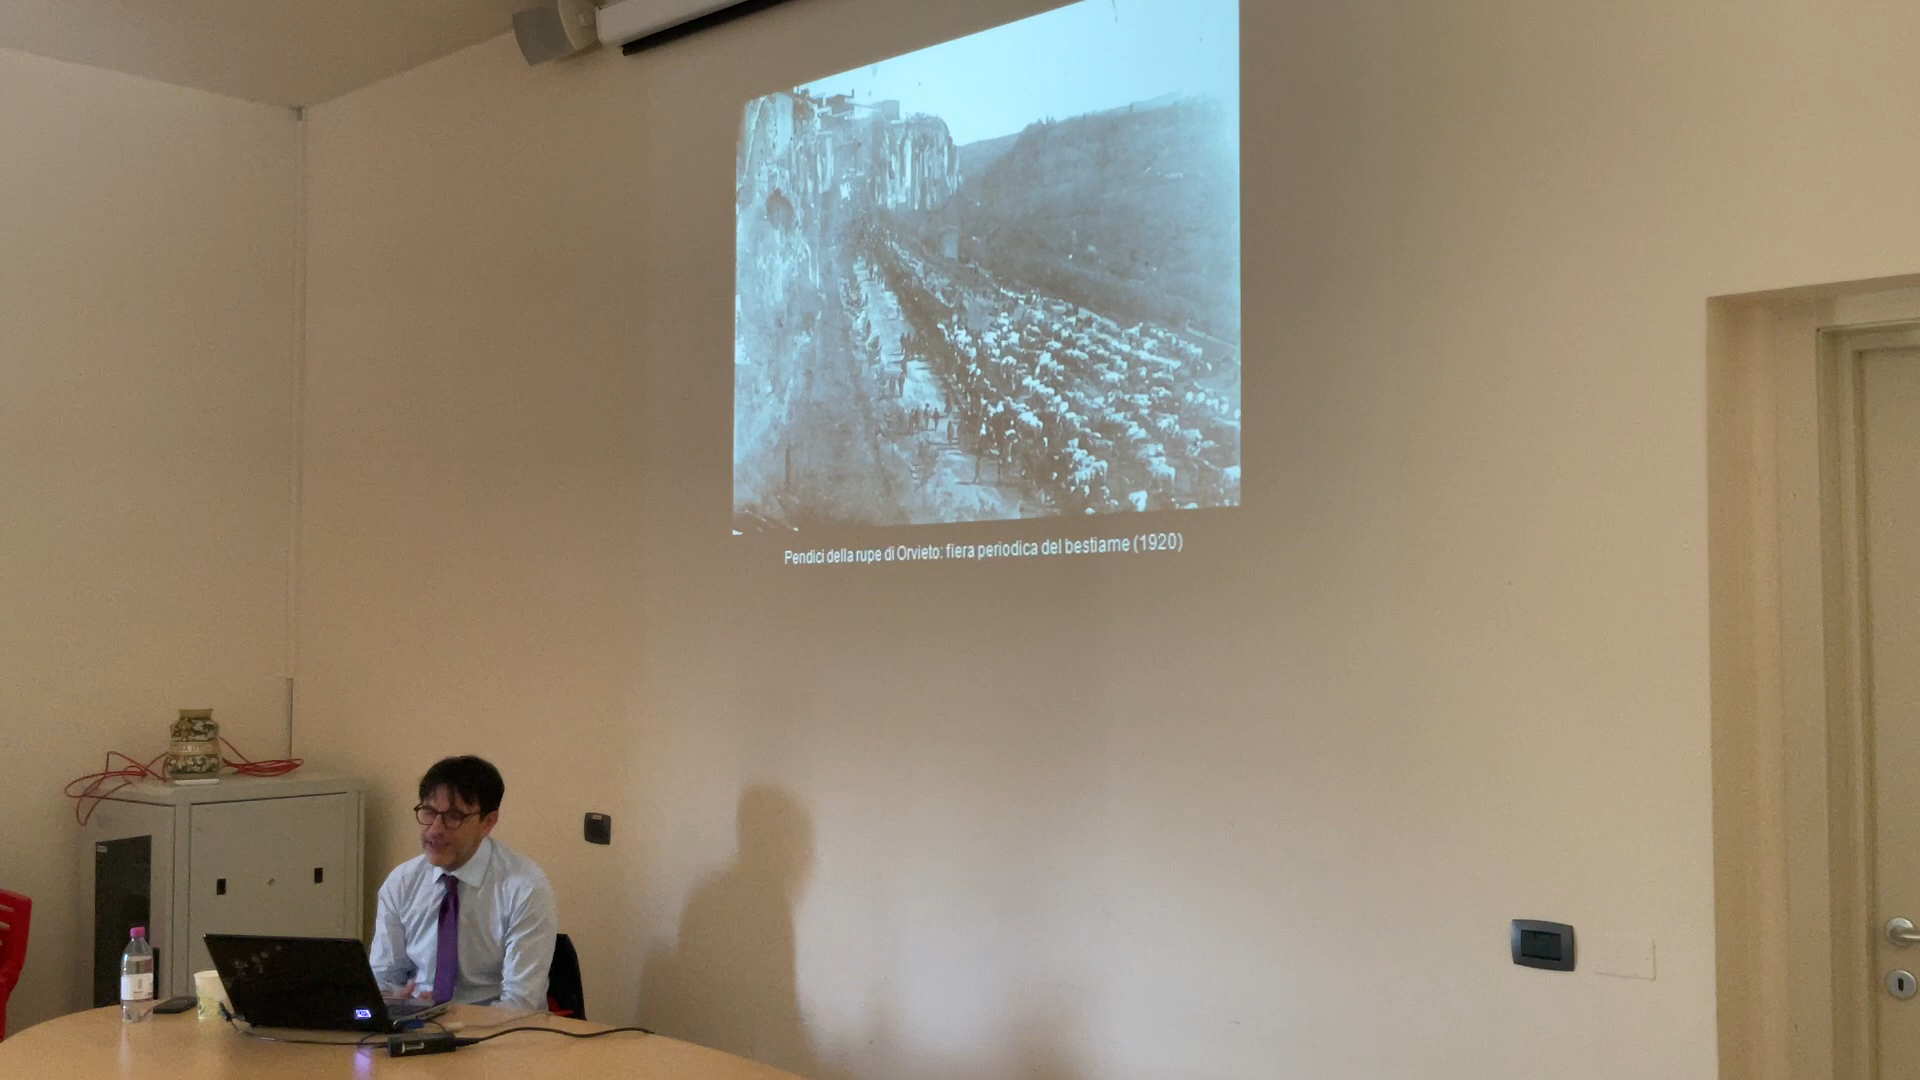 Pendici della rupe di Orvieto: fiera periodica del bestiame (1920)